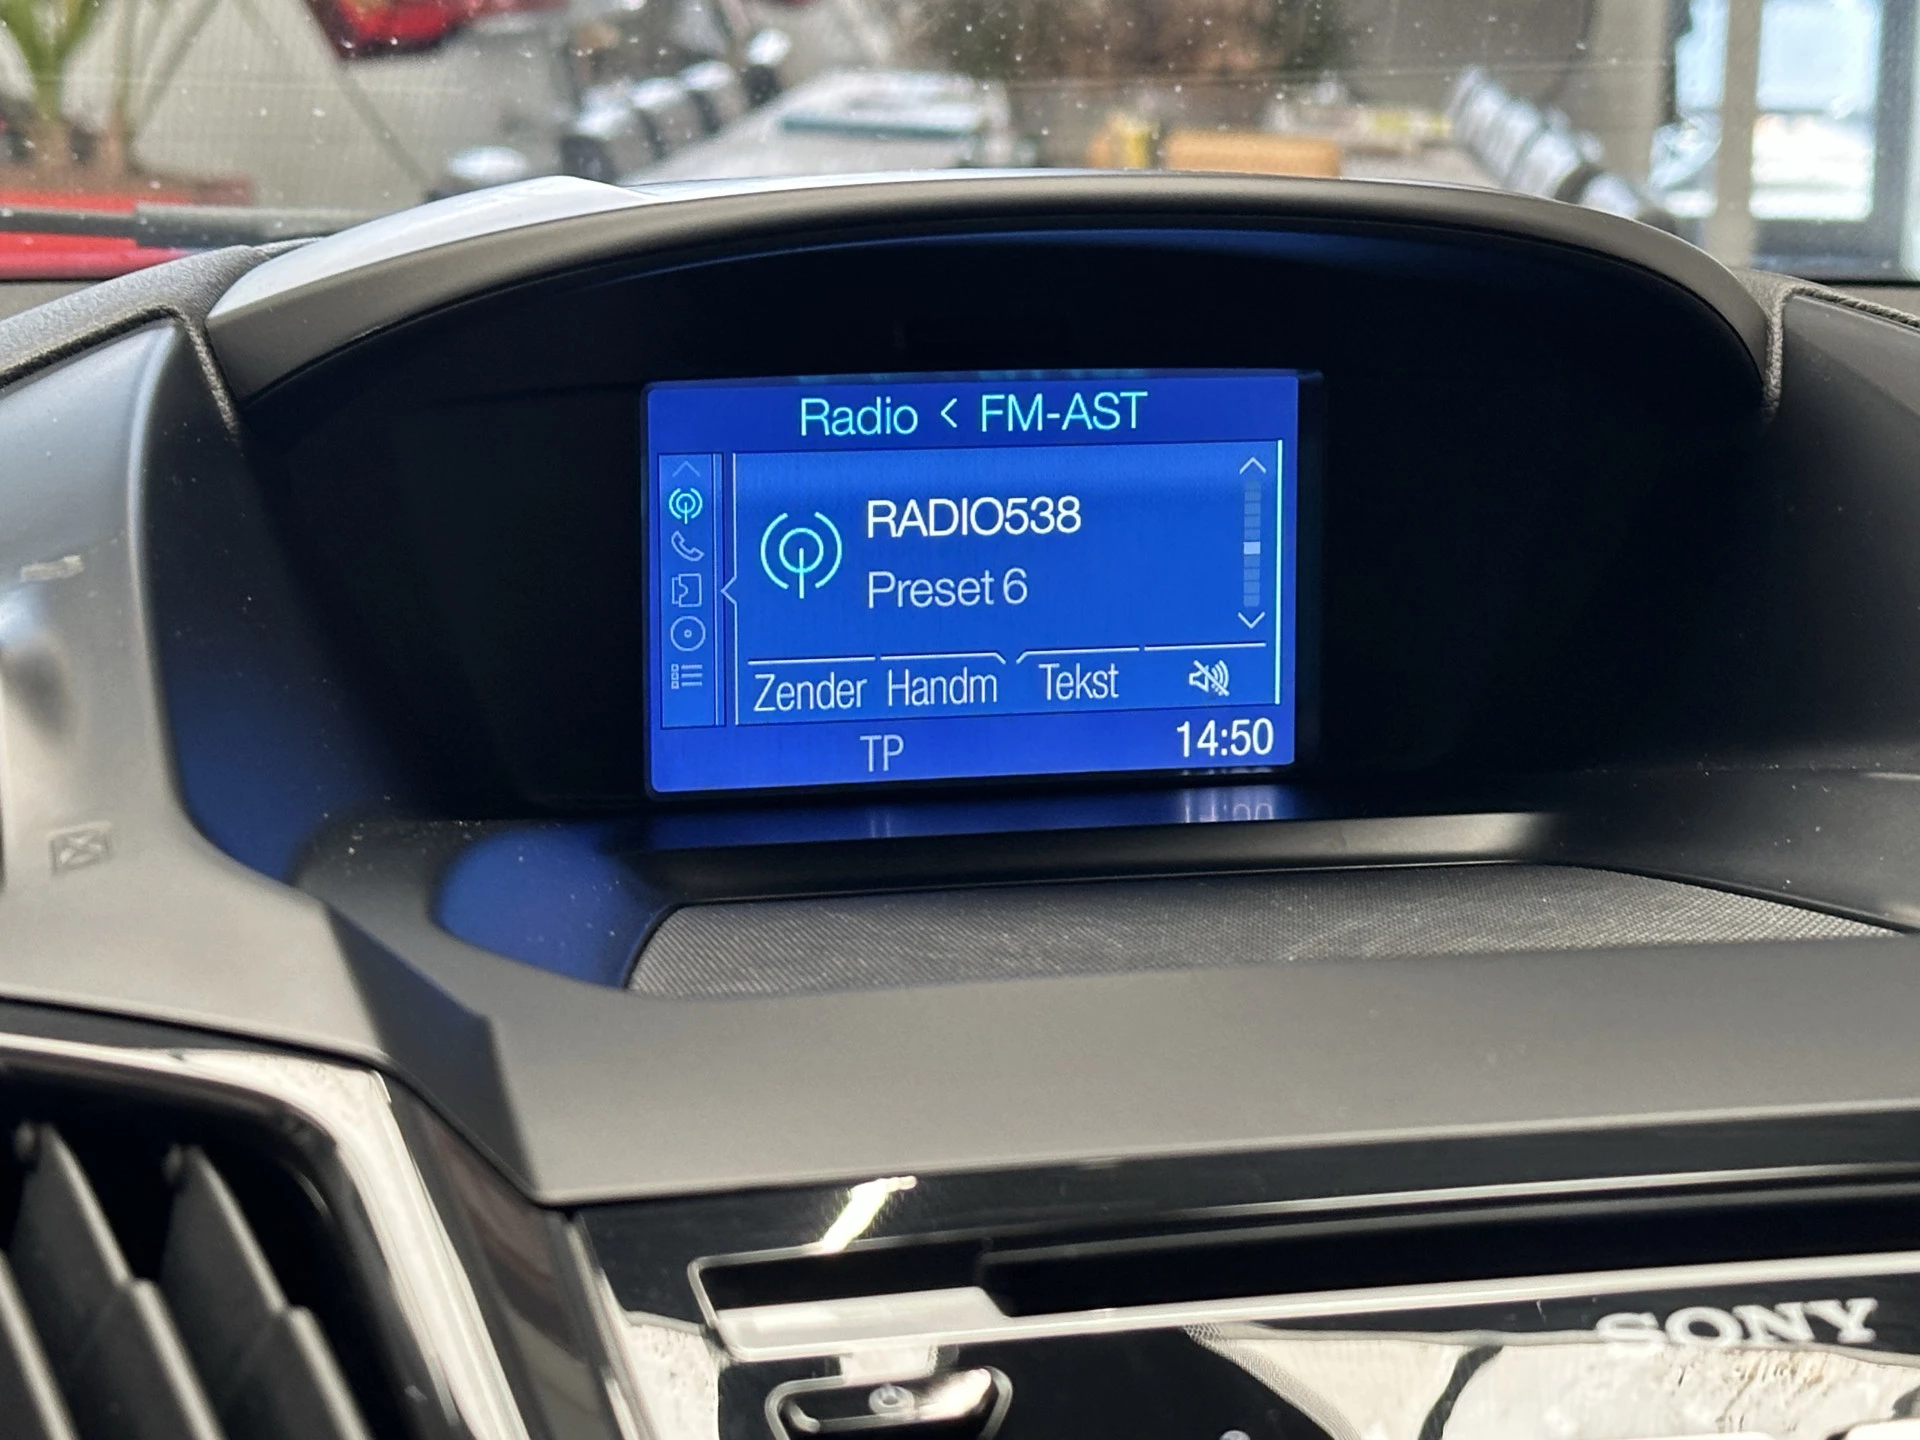 Radio < FM-AST
RADIO538
Preset 6
Zender Handm Tekst
TP 14:50
SONY